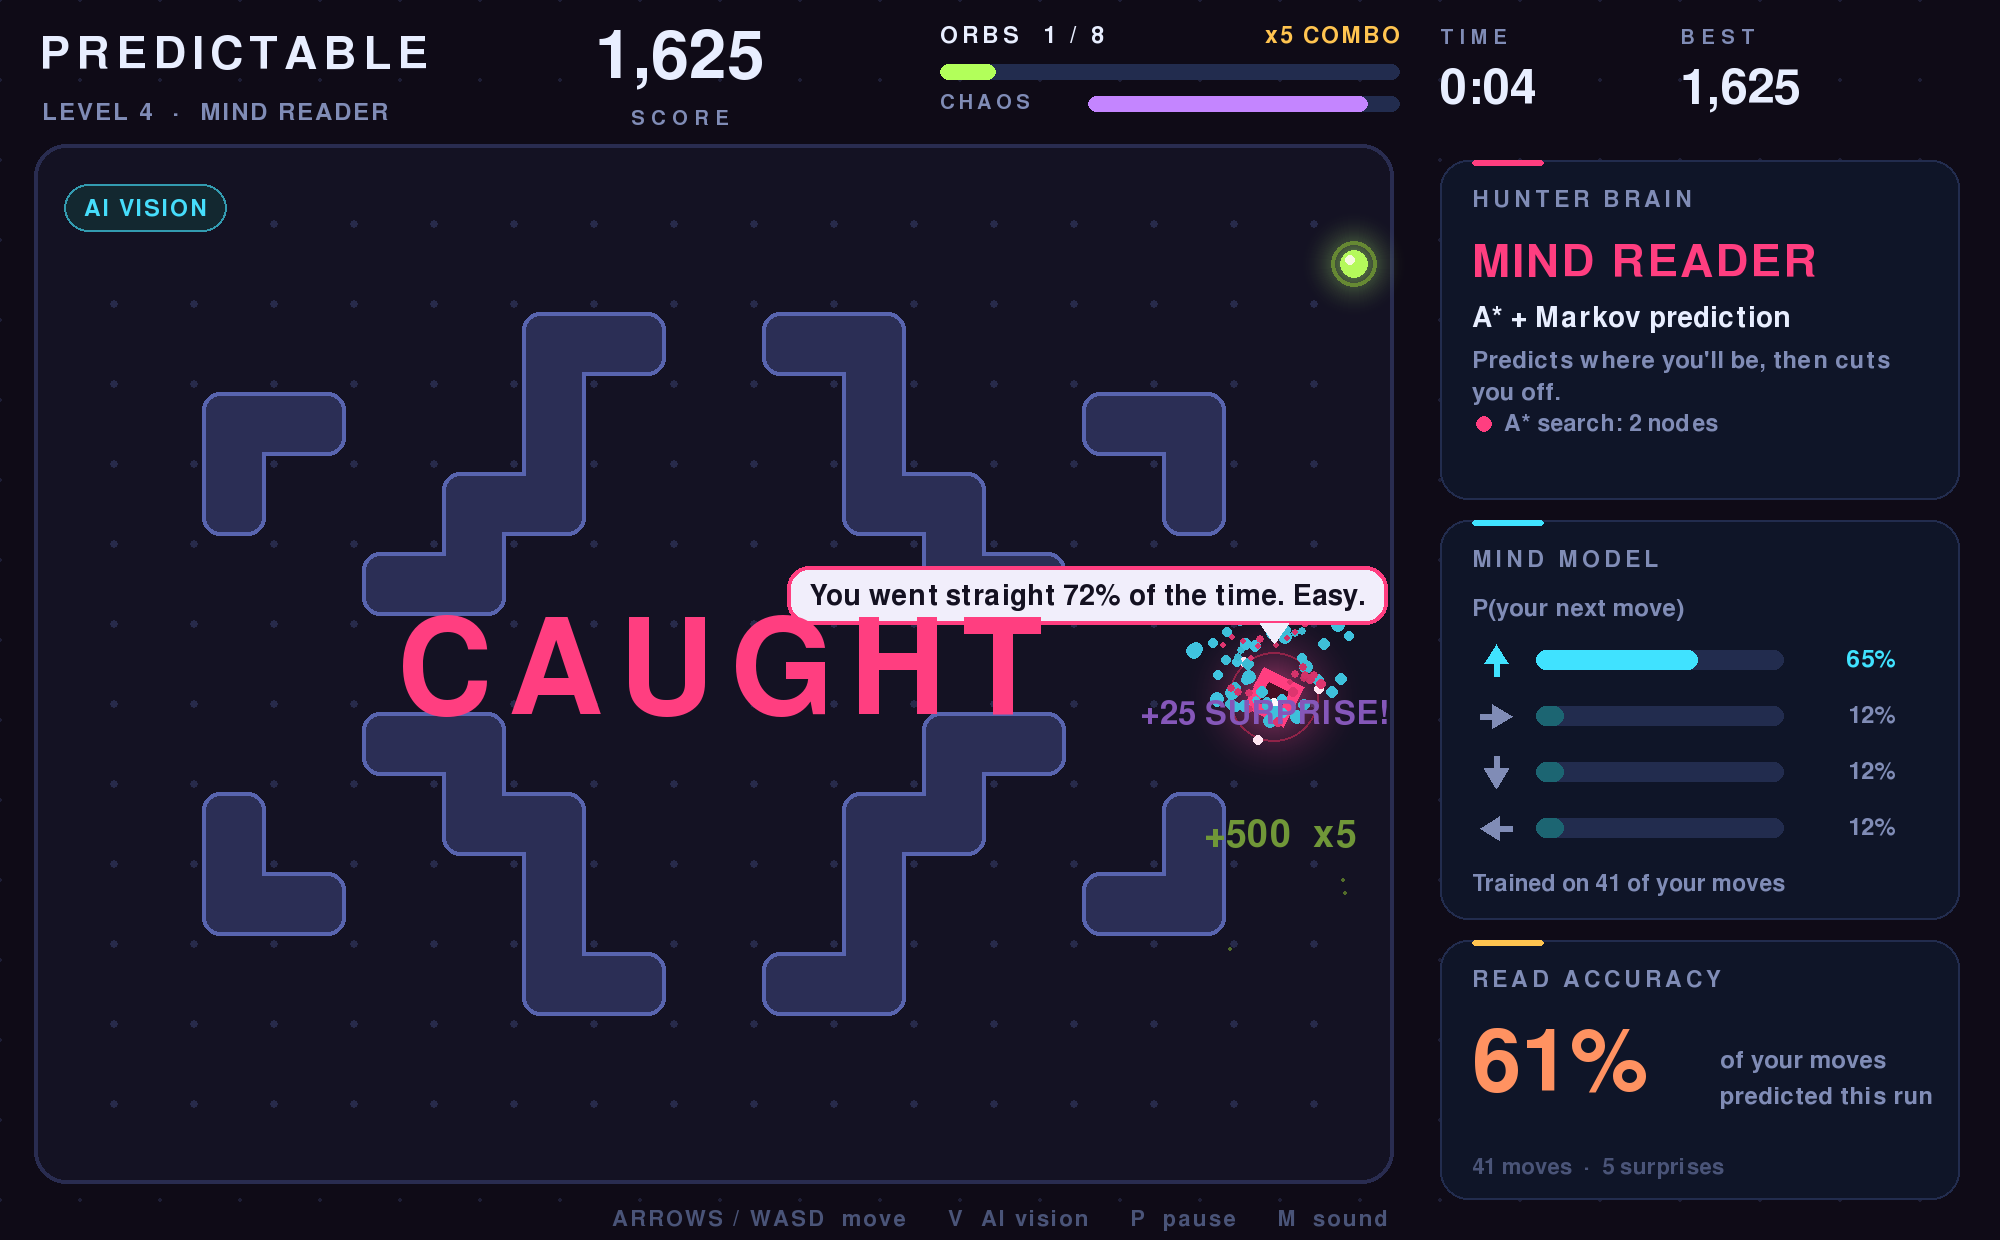 PREDICTABLE
LEVEL 4 · MIND READER
1,625
SCORE
ORBS 1 / 8
x5 COMBO
CHAOS
TIME
0:04
BEST
1,625
AI VISION
You went straight 72% of the time. Easy.
CAUGHT
+25 SURPRISE!
+500 x5
HUNTER BRAIN
MIND READER
A* + Markov prediction
Predicts where you'll be, then cuts
you off.
A* search: 2 nodes
MIND MODEL
P(your next move)
65%
12%
12%
12%
Trained on 41 of your moves
READ ACCURACY
61%
of your moves
predicted this run
41 moves · 5 surprises
ARROWS / WASD move V AI vision P pause M sound